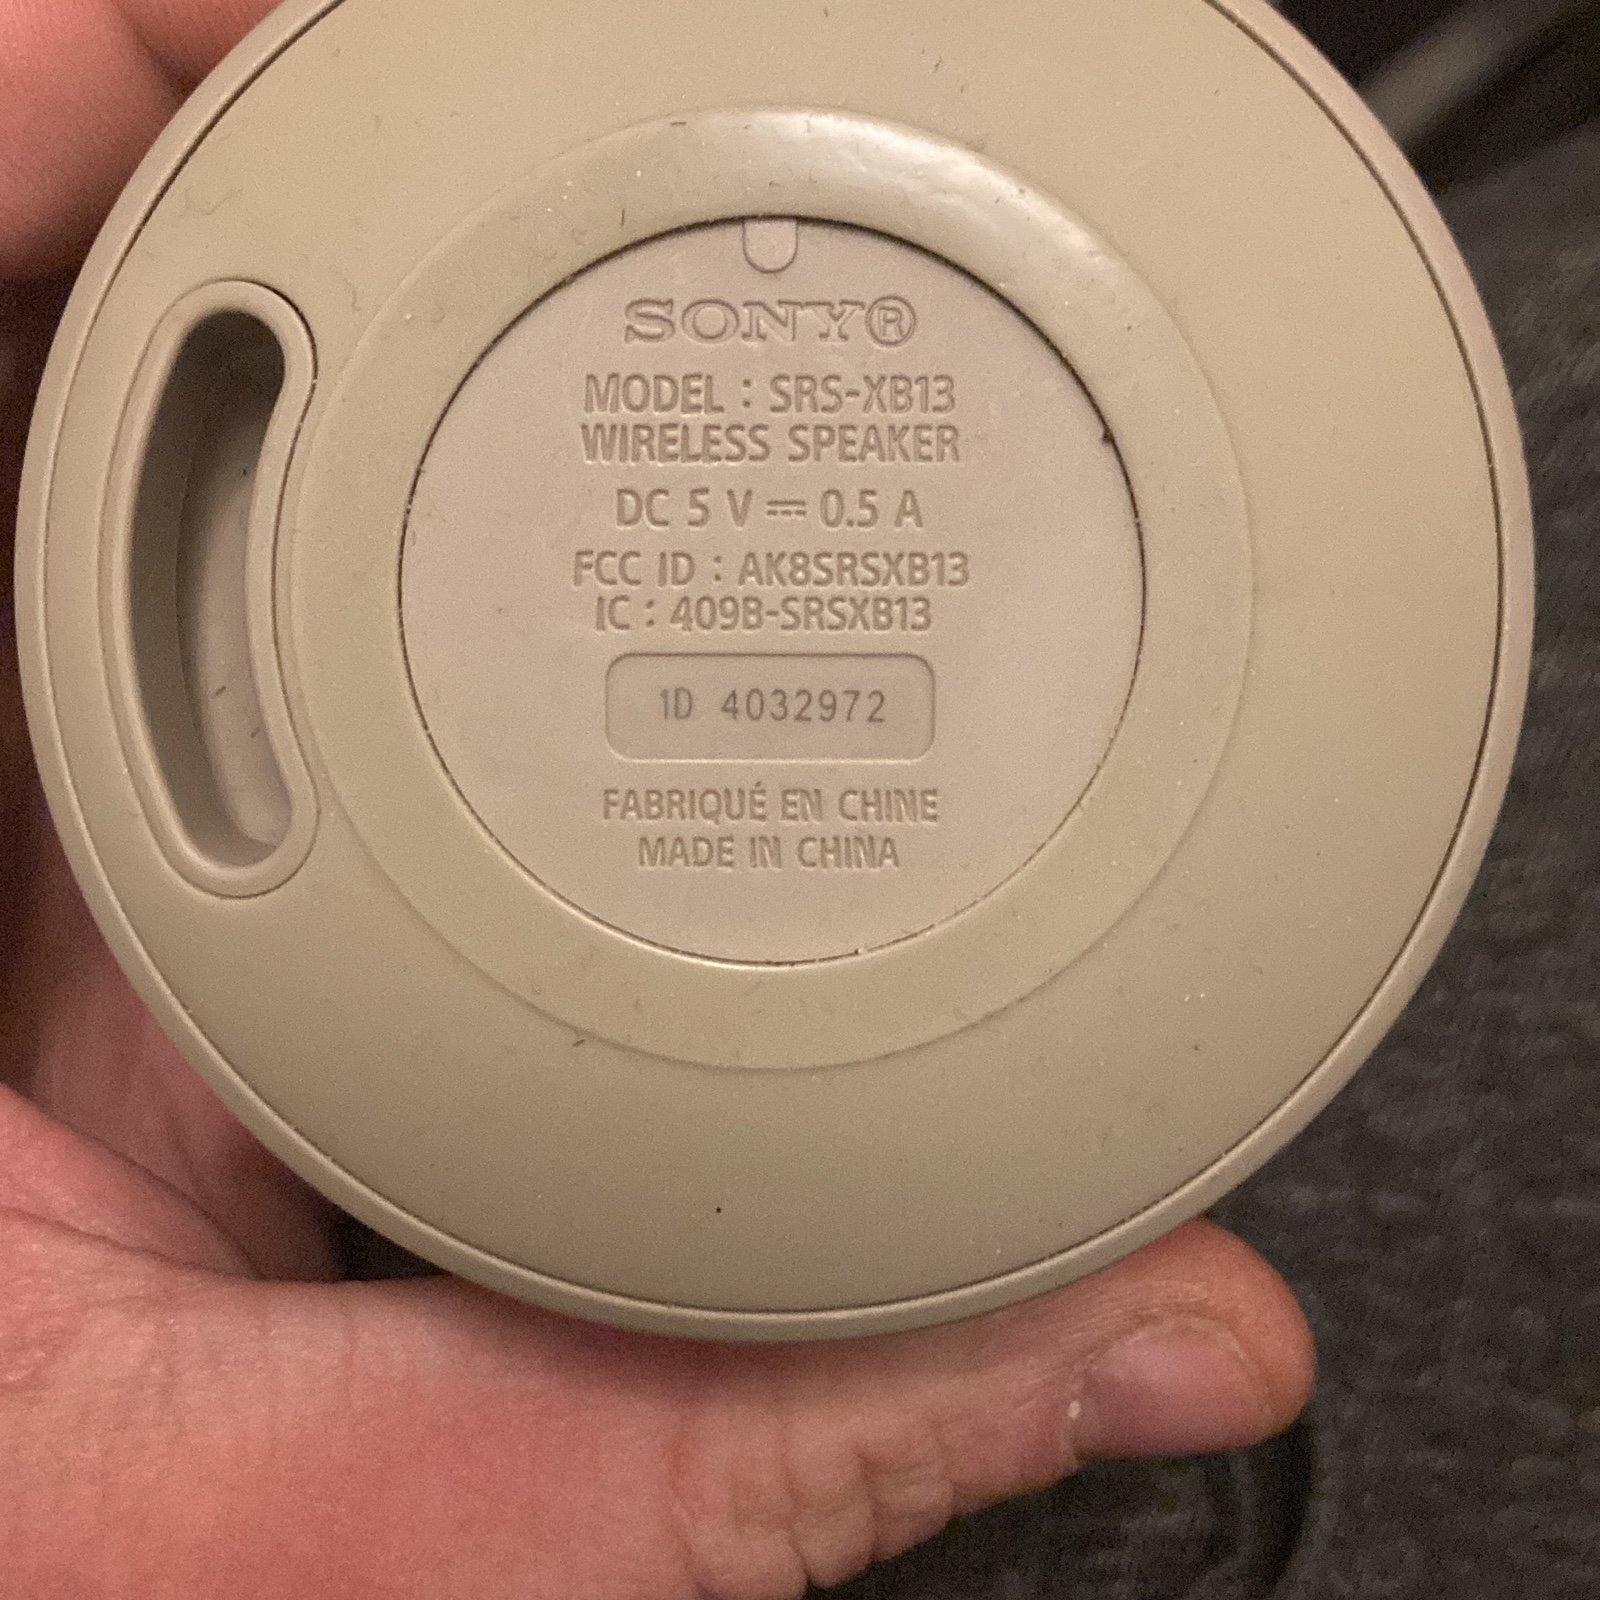 SONY®
MODEL : SRS-XB13
WIRELESS SPEAKER
DC 5 V ⎓ 0.5 A
FCC ID : AK8SRSXB13
IC : 409B-SRSXB13
1D 4032972
FABRIQUÉ EN CHINE
MADE IN CHINA